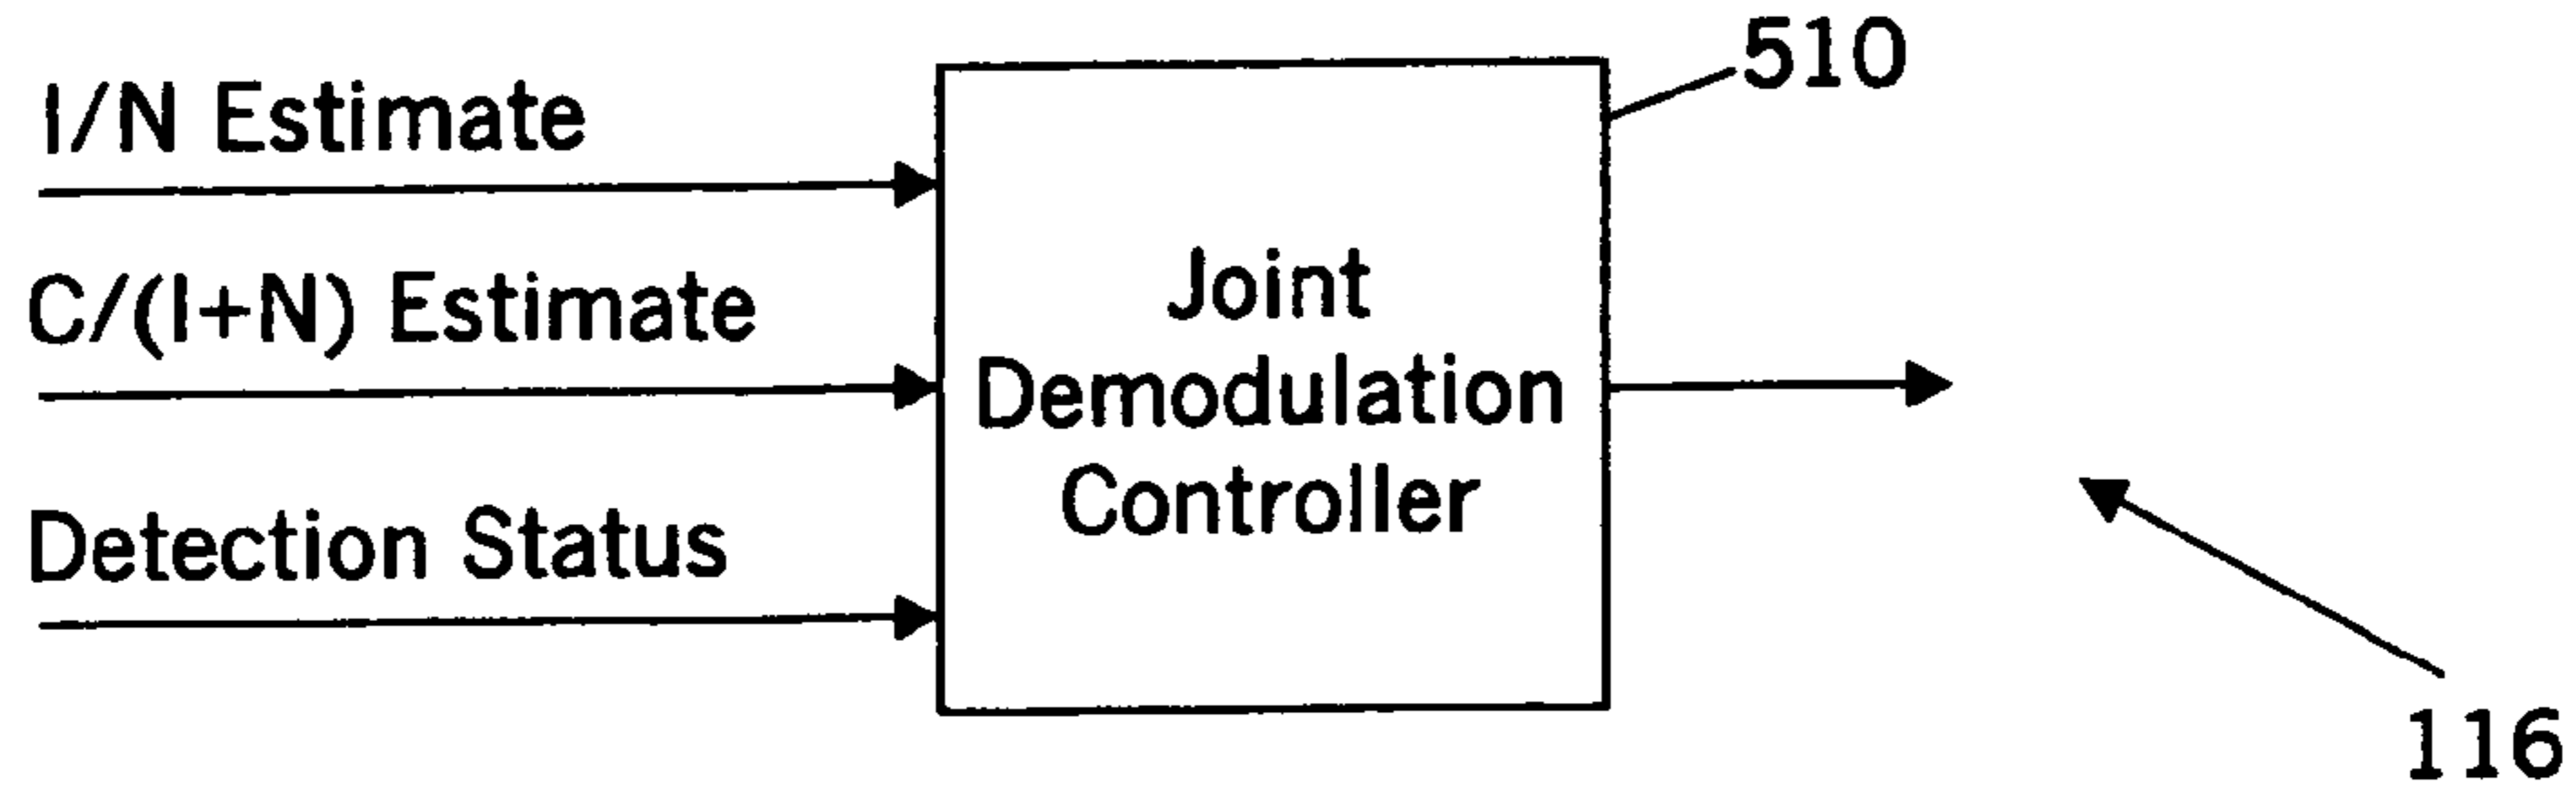 510
I/N Estimate
C/(I+N) Estimate
Joint
Demodulation
Controller
Detection Status
116